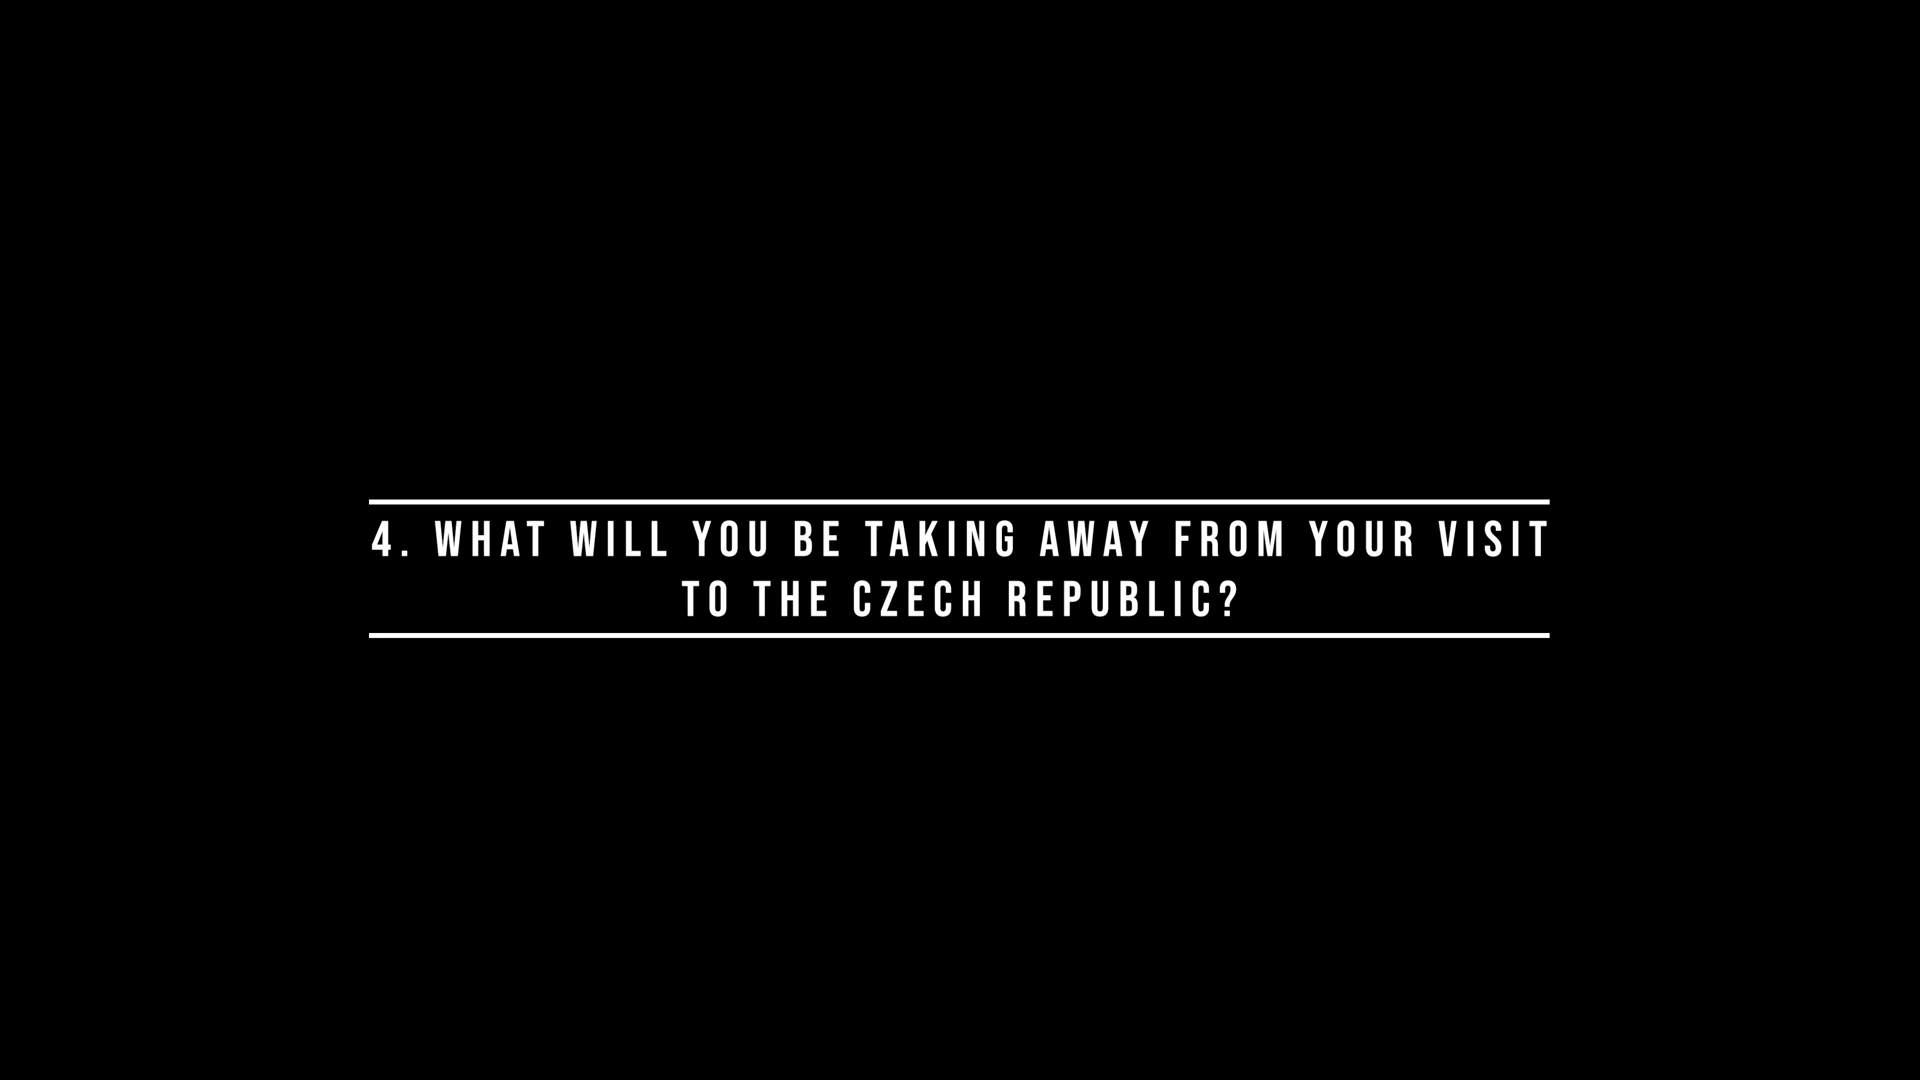 4. WHAT WILL YOU BE TAKING AWAY FROM YOUR VISIT
TO THE CZECH REPUBLIC?